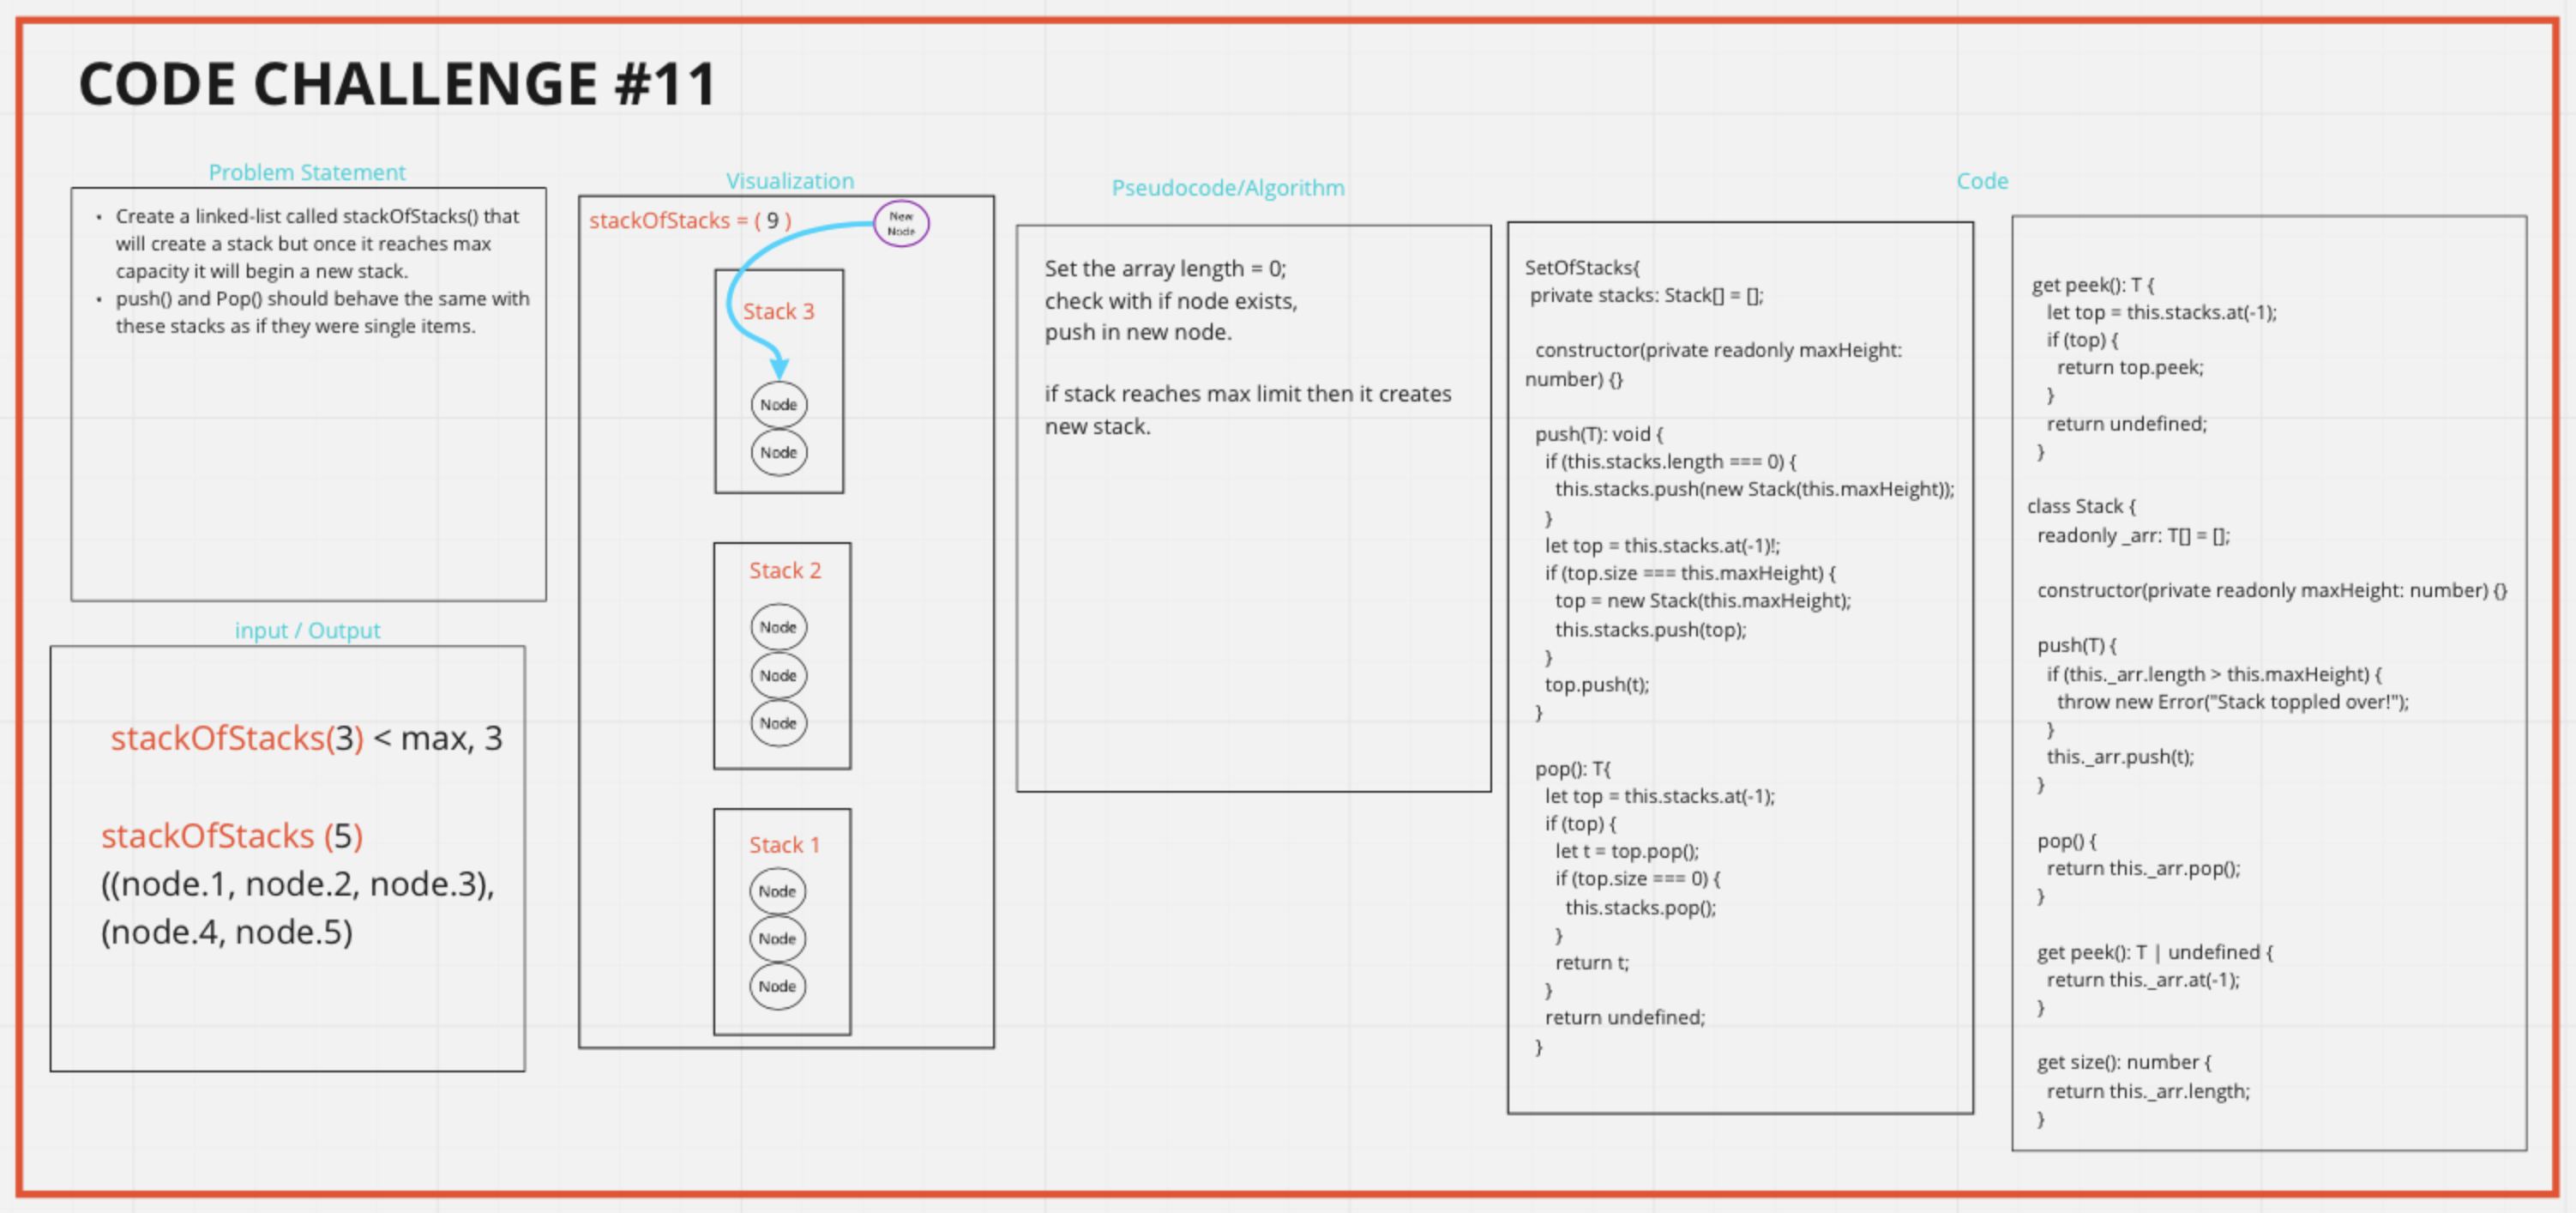 CODE CHALLENGE #11
Problem Statement
• Create a linked-list called stackOfStacks() that
will create a stack but once it reaches max
capacity it will begin a new stack.
• push() and Pop() should behave the same with
these stacks as if they were single items.
input / Output
stackOfStacks(3) < max, 3
stackOfStacks (5)
((node.1, node.2, node.3),
(node.4, node.5)
Visualization
stackOfStacks = ( 9 )
New
Node
Stack 3
Node
Node
Stack 2
Node
Node
Node
Stack 1
Node
Node
Node
Pseudocode/Algorithm
Set the array length = 0;
check with if node exists,
push in new node.
if stack reaches max limit then it creates
new stack.
Code
SetOfStacks{
private stacks: Stack[] = [];
constructor(private readonly maxHeight:
number) {}
push(T): void {
if (this.stacks.length === 0) {
this.stacks.push(new Stack(this.maxHeight));
}
let top = this.stacks.at(-1)!;
if (top.size === this.maxHeight) {
top = new Stack(this.maxHeight);
this.stacks.push(top);
}
top.push(t);
}
pop(): T{
let top = this.stacks.at(-1);
if (top) {
let t = top.pop();
if (top.size === 0) {
this.stacks.pop();
}
return t;
}
return undefined;
}
get peek(): T {
let top = this.stacks.at(-1);
if (top) {
return top.peek;
}
return undefined;
}
class Stack {
readonly _arr: T[] = [];
constructor(private readonly maxHeight: number) {}
push(T) {
if (this._arr.length > this.maxHeight) {
throw new Error("Stack toppled over!");
}
this._arr.push(t);
}
pop() {
return this._arr.pop();
}
get peek(): T | undefined {
return this._arr.at(-1);
}
get size(): number {
return this._arr.length;
}